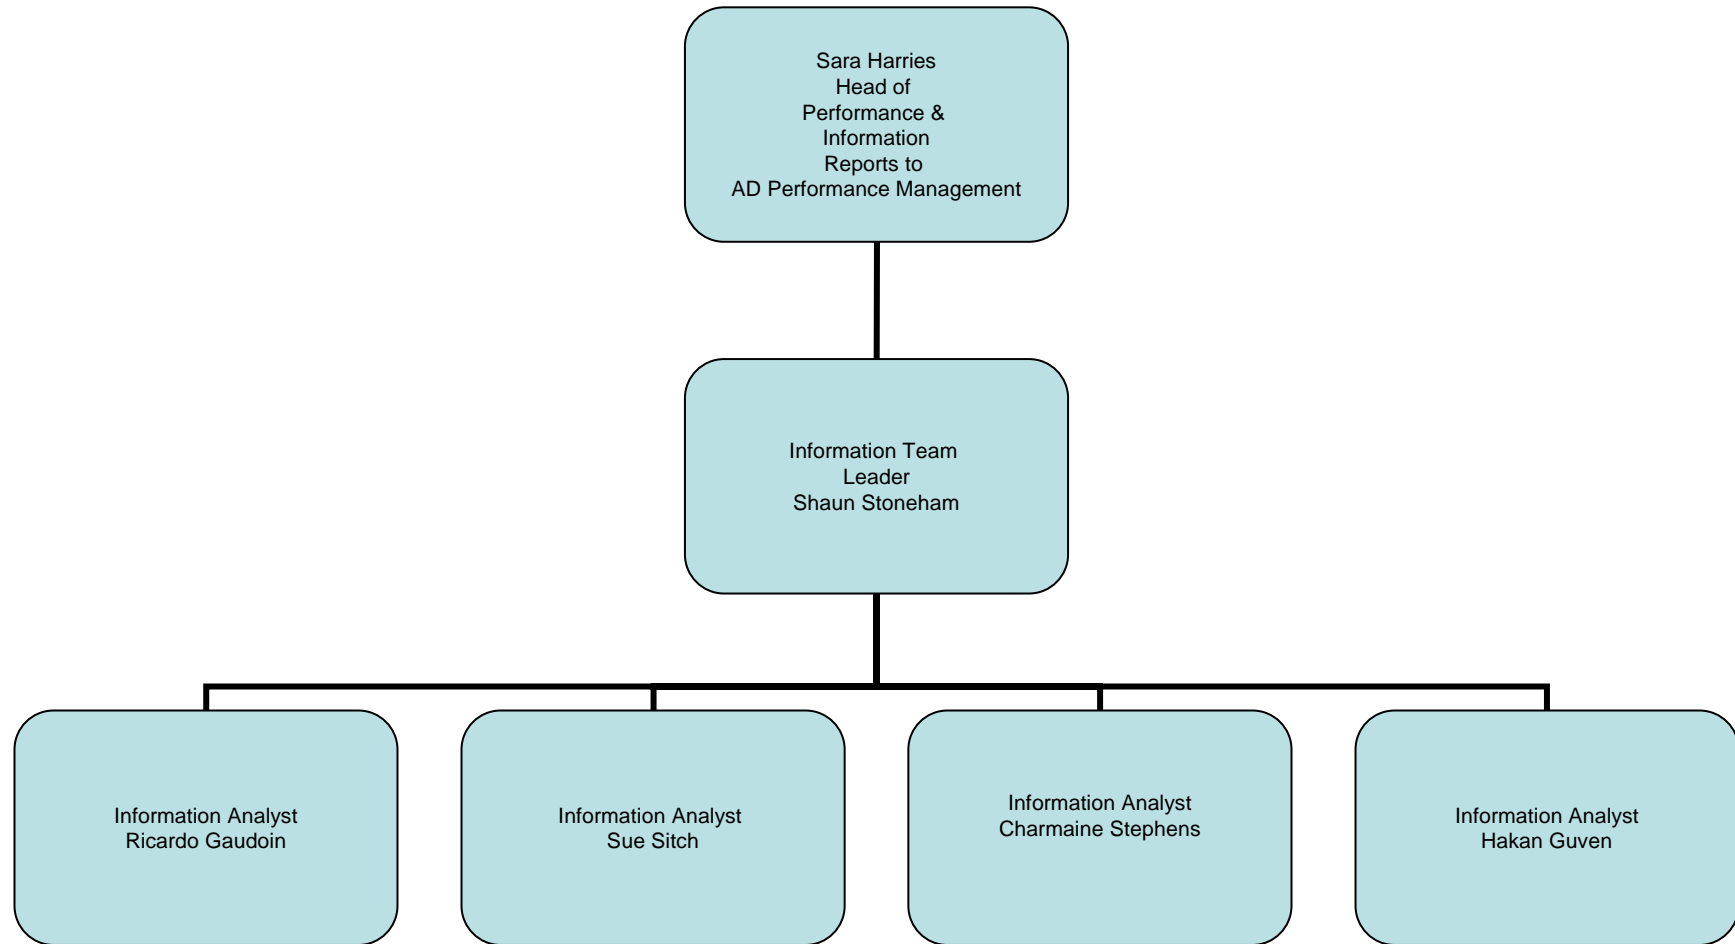 Sara Harries
Head of
Performance &
Information
Reports to
AD Performance Management
Information Team
Leader
Shaun Stoneham
Information Analyst
Ricardo Gaudoin
Information Analyst
Sue Sitch
Information Analyst
Charmaine Stephens
Information Analyst
Hakan Guven